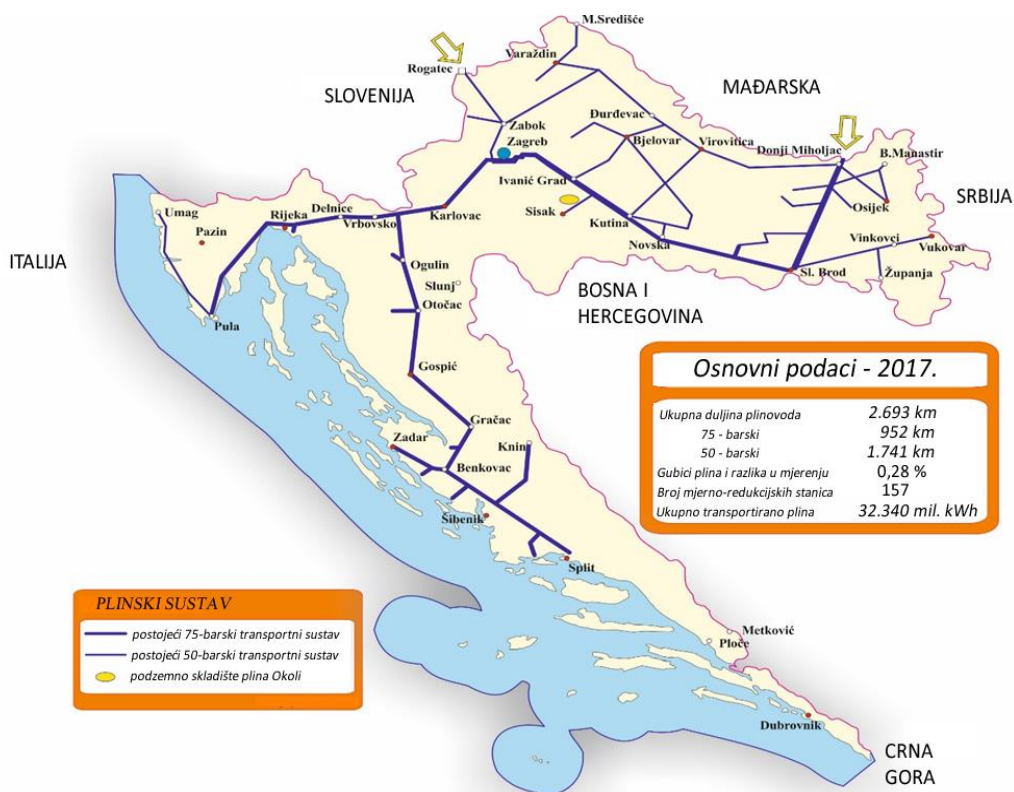 M.Središće
Varaždin
Rogatec
SLOVENIJA
MAĐARSKA
Đurđevac
Zabok
Zagreb
Bjelovar
Virovitica
Donji Miholjac
B.Manastir
Ivanić Grad
SRBIJA
Osijek
Umag
Rijeka
Delnice
Vrbovsko
Karlovac
Sisak
Kutina
Pazin
Novska
Vinkovci
Vukovar
ITALIJA
Ogulin
Slunj
Sl. Brod
Županja
BOSNA I
HERCEGOVINA
Otočac
Pula
Gospić
Gračac
Zadar
Knin
Benkovac
Šibenik
Split
Osnovni podaci - 2017.
Ukupna duljina plinovoda 2.693 km
75 - barski 952 km
50 - barski 1.741 km
Gubici plina i razlika u mjerenju 0,28 %
Broj mjerno-redukcijskih stanica 157
Ukupno transportirano plina 32.340 mil. kWh
PLINSKI SUSTAV
postojeći 75-barski transportni sustav
postojeći 50-barski transportni sustav
podzemno skladište plina Okoli
Metković
Ploče
Dubrovnik
CRNA
GORA